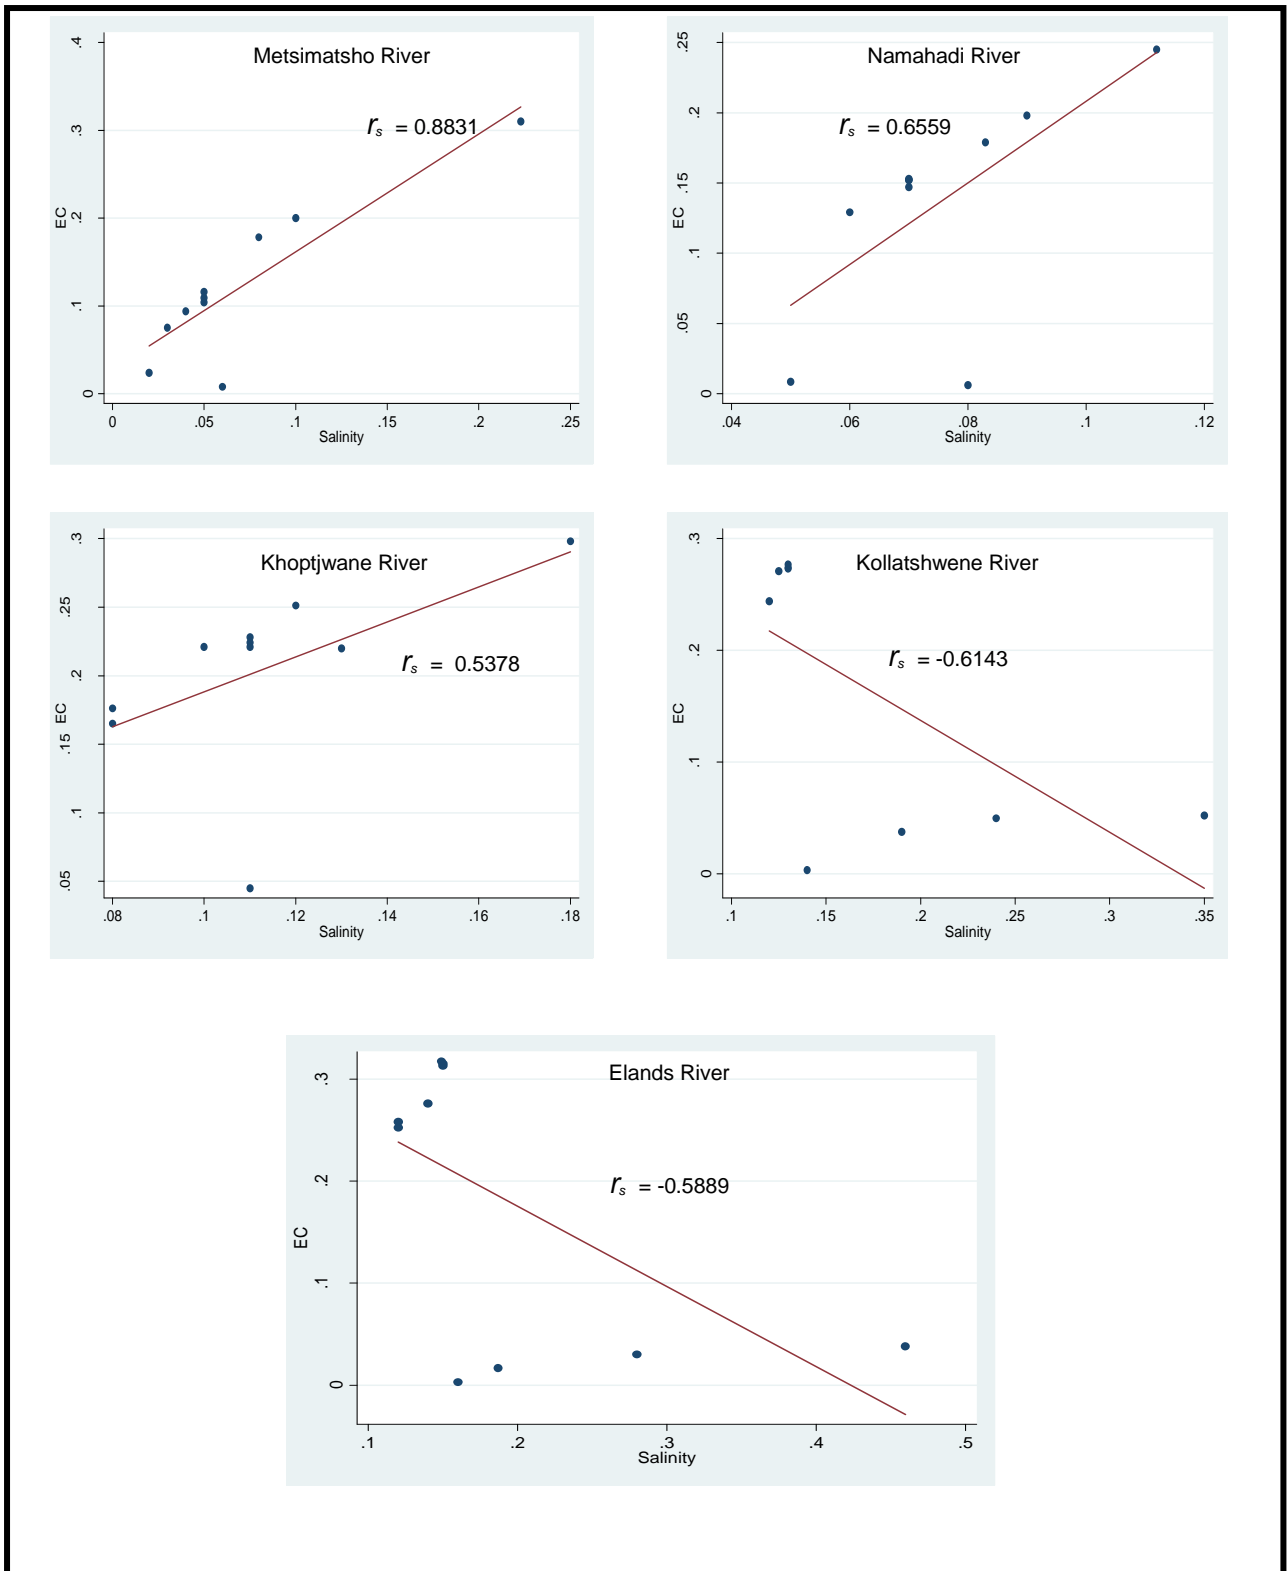 Metsimatsho River
rs = 0.8831
EC
.4
.3
.2
.1
0
0 .05 .1 .15 .2 .25
Salinity
Namahadi River
rs = 0.6559
EC
.25
.2
.15
.1
.05
0
.04 .06 .08 .1 .12
Salinity
Khoptjwane River
rs = 0.5378
EC
.3
.25
.2
.15
.1
.05
.08 .1 .12 .14 .16 .18
Salinity
Kollatshwene River
rs = -0.6143
EC
.3
.2
.1
0
.1 .15 .2 .25 .3 .35
Salinity
Elands River
rs = -0.5889
EC
.3
.2
.1
0
.1 .2 .3 .4 .5
Salinity